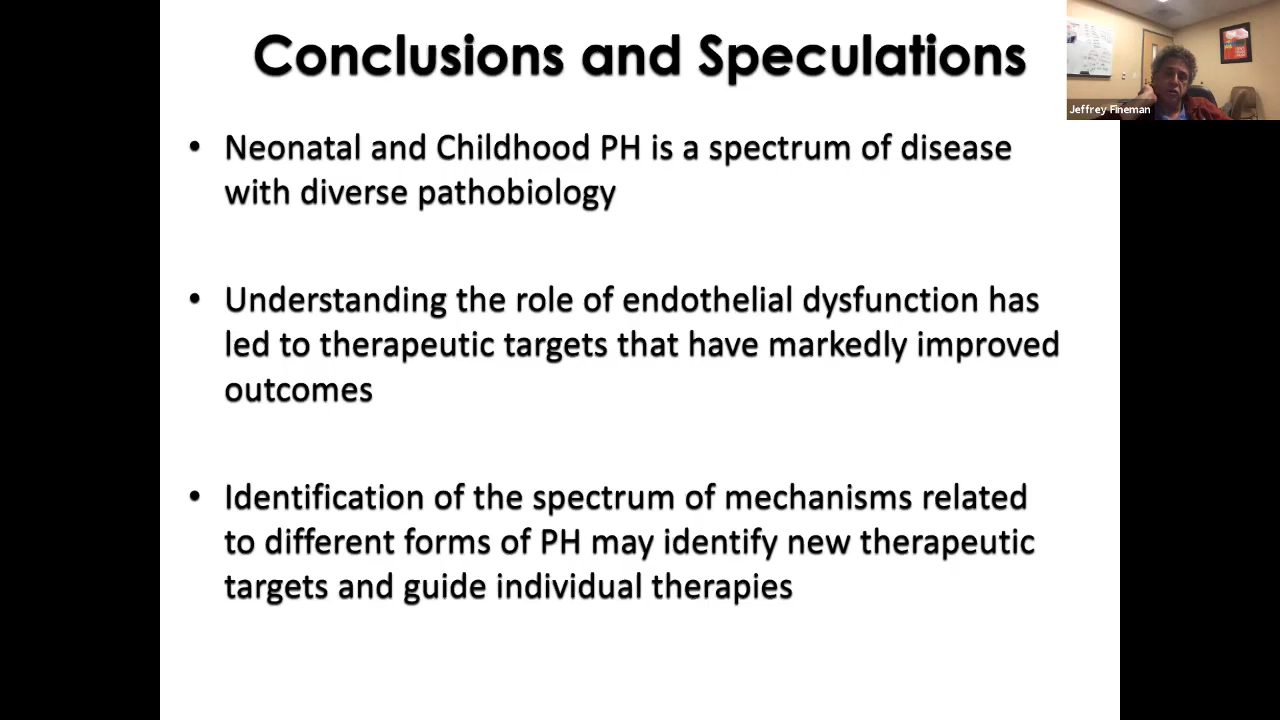 Conclusions and Speculations
Jeffrey Fineman
• Neonatal and Childhood PH is a spectrum of disease
with diverse pathobiology
• Understanding the role of endothelial dysfunction has
led to therapeutic targets that have markedly improved
outcomes
• Identification of the spectrum of mechanisms related
to different forms of PH may identify new therapeutic
targets and guide individual therapies